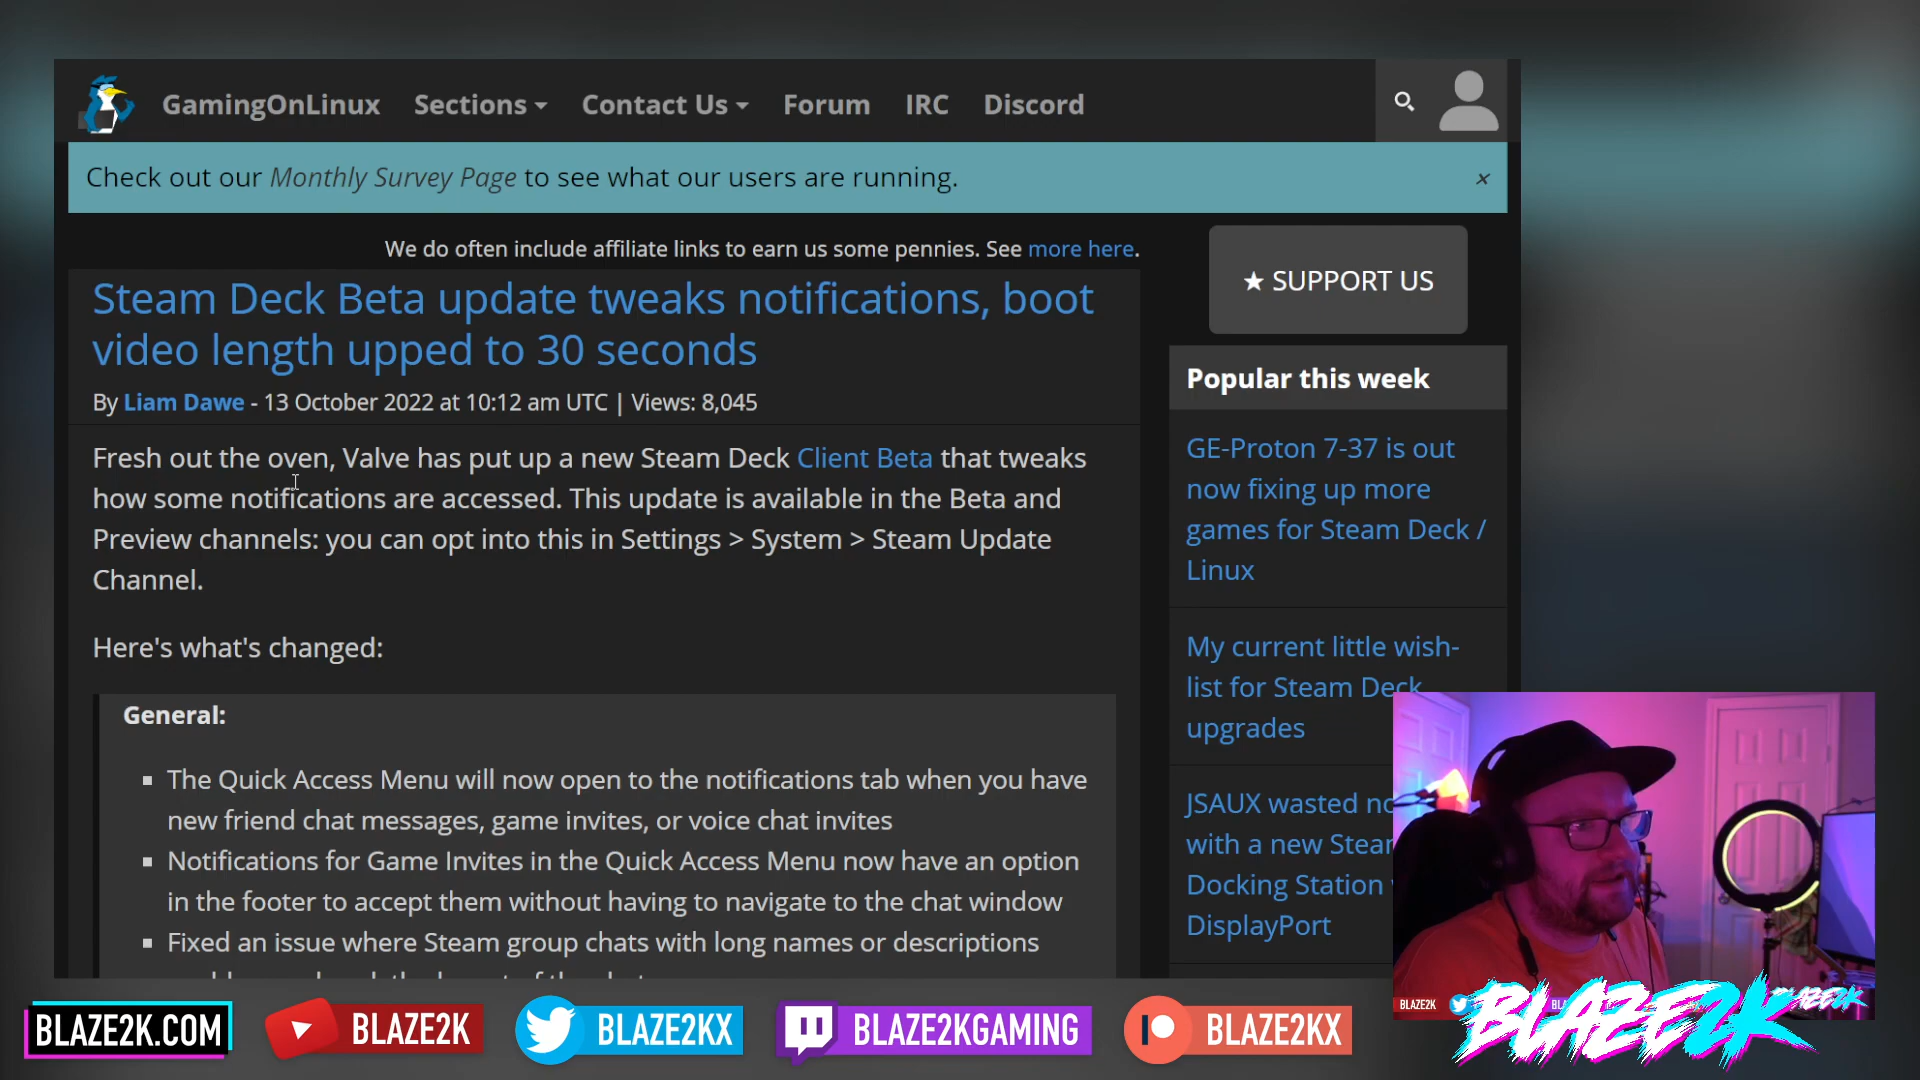 GamingOnLinux Sections Contact Us Forum IRC Discord
Check out our Monthly Survey Page to see what our users are running. ×
We do often include affiliate links to earn us some pennies. See more here.
Steam Deck Beta update tweaks notifications, boot
video length upped to 30 seconds
By Liam Dawe - 13 October 2022 at 10:12 am UTC | Views: 8,045
Fresh out the oven, Valve has put up a new Steam Deck Client Beta that tweaks
how some notifications are accessed. This update is available in the Beta and
Preview channels: you can opt into this in Settings > System > Steam Update
Channel.
Here's what's changed:
General:
▪ The Quick Access Menu will now open to the notifications tab when you have
new friend chat messages, game invites, or voice chat invites
▪ Notifications for Game Invites in the Quick Access Menu now have an option
in the footer to accept them without having to navigate to the chat window
▪ Fixed an issue where Steam group chats with long names or descriptions
★ SUPPORT US
Popular this week
GE-Proton 7-37 is out
now fixing up more
games for Steam Deck /
Linux
My current little wish-
list for Steam Deck
upgrades
JSAUX wasted
with a new
Docking Station
DisplayPort
BLAZE2K.COM
BLAZE2K
BLAZE2KX
BLAZE2KGAMING
BLAZE2KX
BLAZE2K
BLAZE2K
BLAZE2K